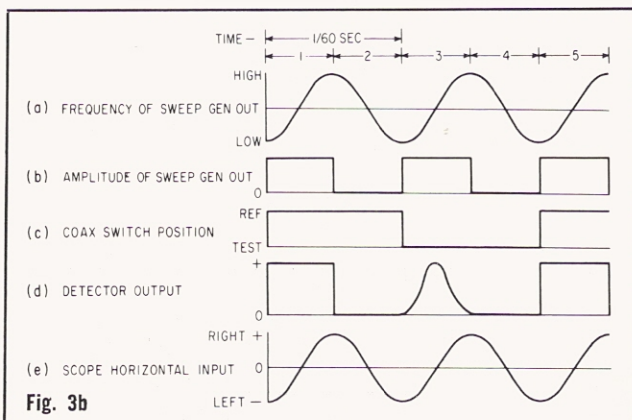 TIME — 1/60 SEC
1 2 3 4 5
HIGH
(a) FREQUENCY OF SWEEP GEN OUT
LOW
(b) AMPLITUDE OF SWEEP GEN OUT
0
REF
(c) COAX SWITCH POSITION
TEST
+
(d) DETECTOR OUTPUT
0
RIGHT +
0
(e) SCOPE HORIZONTAL INPUT
LEFT —
Fig. 3b